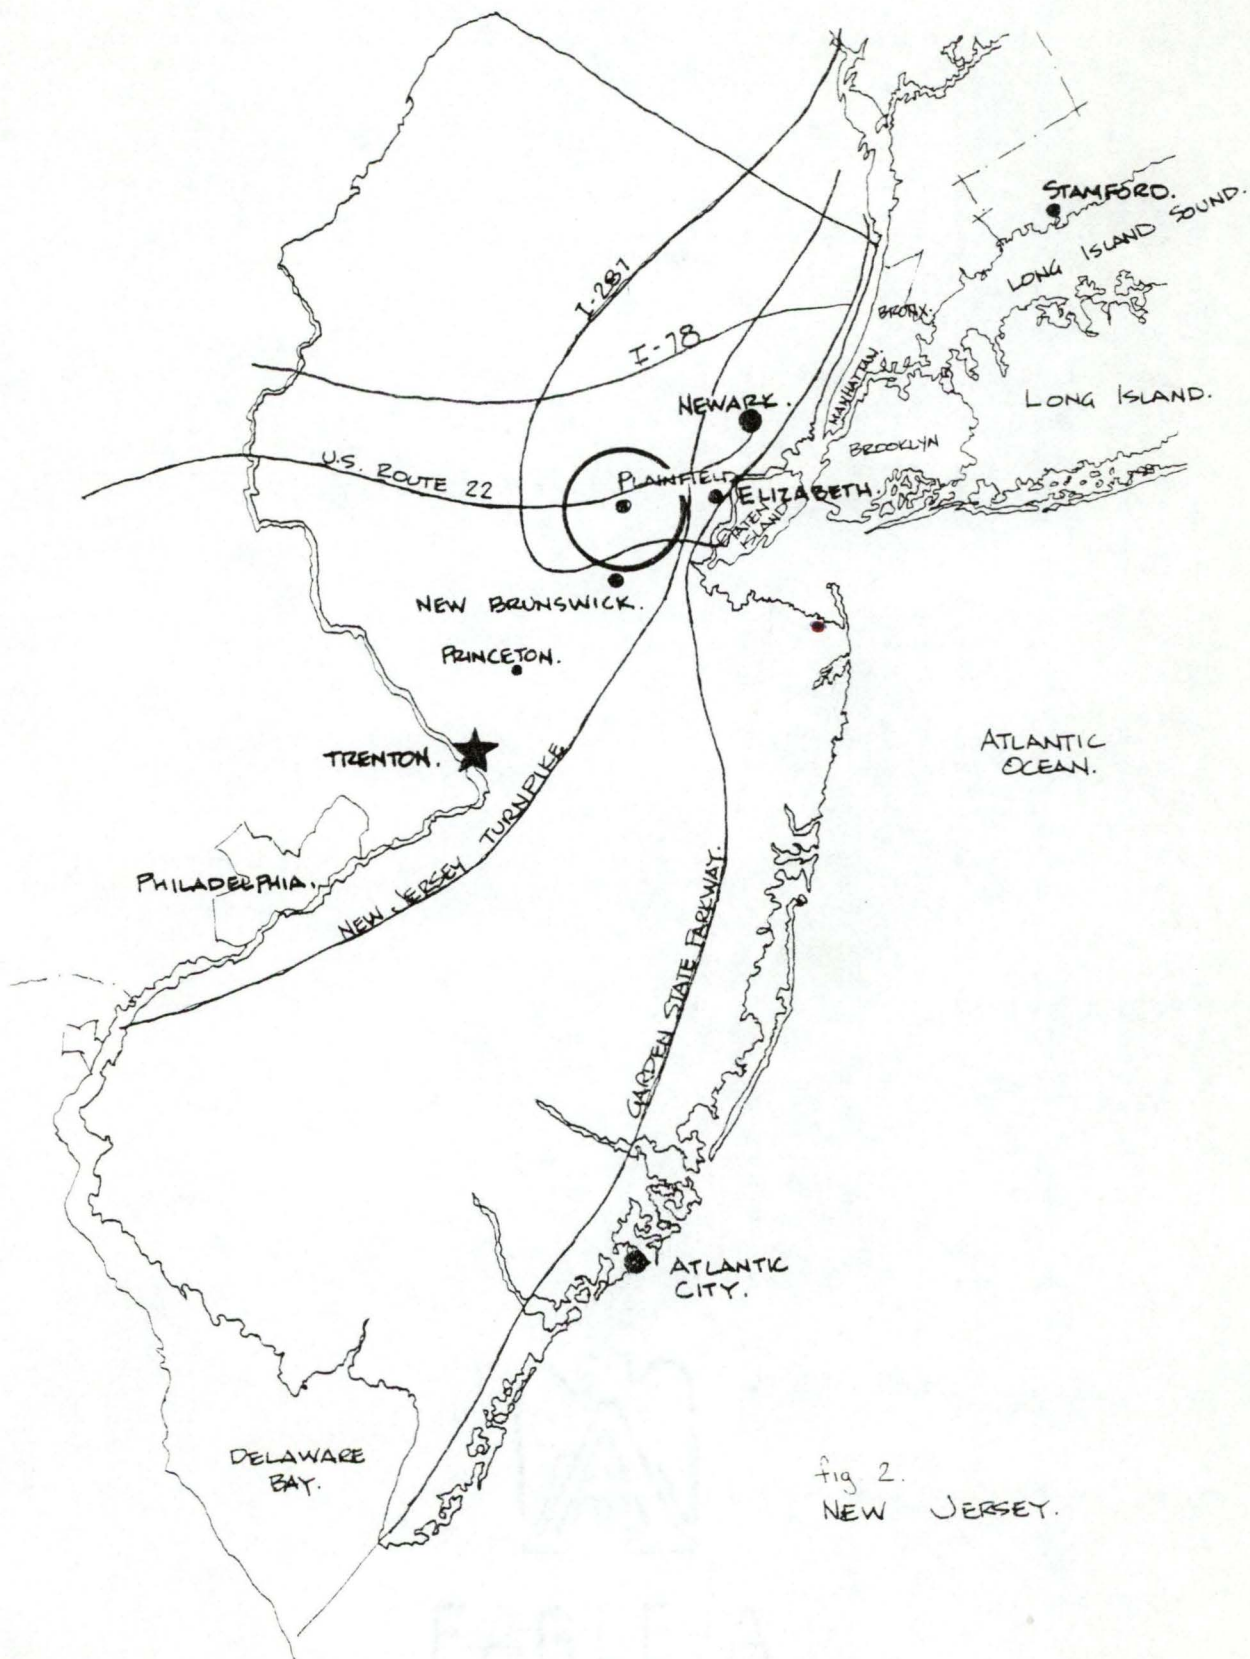 STAMFORD.
LONG ISLAND SOUND.
I-287
I-78
BRONX.
MANHATTAN.
LONG ISLAND.
NEWARK.
BROOKLYN
U.S. ROUTE 22
PLAINFIELD
ELIZABETH.
STATEN
ISLAND
NEW BRUNSWICK.
PRINCETON.
TRENTON.
ATLANTIC
OCEAN.
NEW JERSEY TURNPIKE
PHILADELPHIA.
GARDEN STATE PARKWAY.
ATLANTIC
CITY.
DELAWARE
BAY.
fig. 2.
NEW JERSEY.